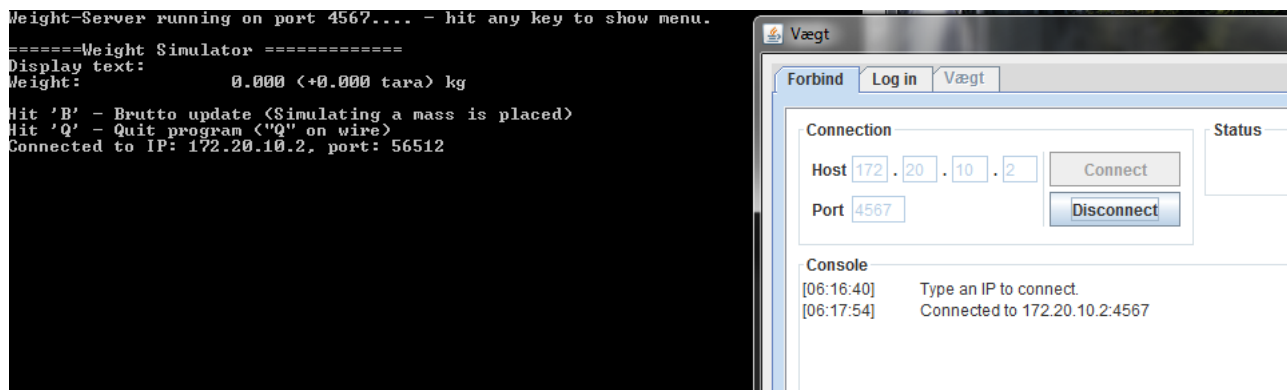 Weight-Server running on port 4567.... - hit any key to show menu.
=======Weight Simulator =============
Display text:
Weight: 0.000 (+0.000 tara) kg
Hit 'B' - Brutto update (Simulating a mass is placed)
Hit 'Q' - Quit program ("Q" on wire)
Connected to IP: 172.20.10.2, port: 56512
Vægt
Forbind Log in Vægt
Connection
Host 172 . 20 . 10 . 2 Connect
Port 4567 Disconnect
Status
Console
[06:16:40] Type an IP to connect.
[06:17:54] Connected to 172.20.10.2:4567